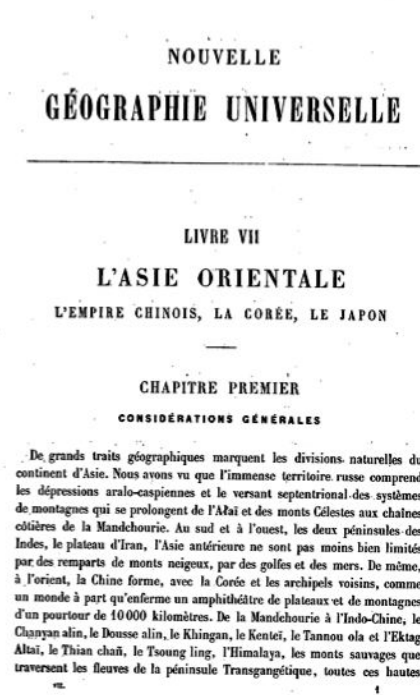 NOUVELLE
GÉOGRAPHIE UNIVERSELLE
LIVRE VII
L'ASIE ORIENTALE
L'EMPIRE CHINOIS, LA CORÉE, LE JAPON
CHAPITRE PREMIER
CONSIDÉRATIONS GÉNÉRALES
De grands traits géographiques marquent les divisions naturelles du
continent d'Asie. Nous avons vu que l'immense territoire russe comprend
les dépressions aralo-caspiennes et le versant septentrional des systèmes
de montagnes qui se prolongent de l'Altaï et des monts Célestes aux chaînes
côtières de la Mandchourie. Au sud et à l'ouest, les deux péninsules des
Indes, le plateau d'Iran, l'Asie antérieure ne sont pas moins bien limités
par des remparts de monts neigeux, par des golfes et des mers. De même,
à l'orient, la Chine forme, avec la Corée et les archipels voisins, comme
un monde à part qu'enferme un amphithéâtre de plateaux et de montagnes
d'un pourtour de 10 000 kilomètres. De la Mandchourie à l'Indo-Chine, le
Chanyan alin, le Dousse alin, le Khingan, le Kenteï, le Tannou ola et l'Ektag
Altaï, le Thian chañ, le Tsoung ling, l'Himalaya, les monts sauvages que
traversent les fleuves de la péninsule Transgangétique, toutes ces hautes
VII. 1